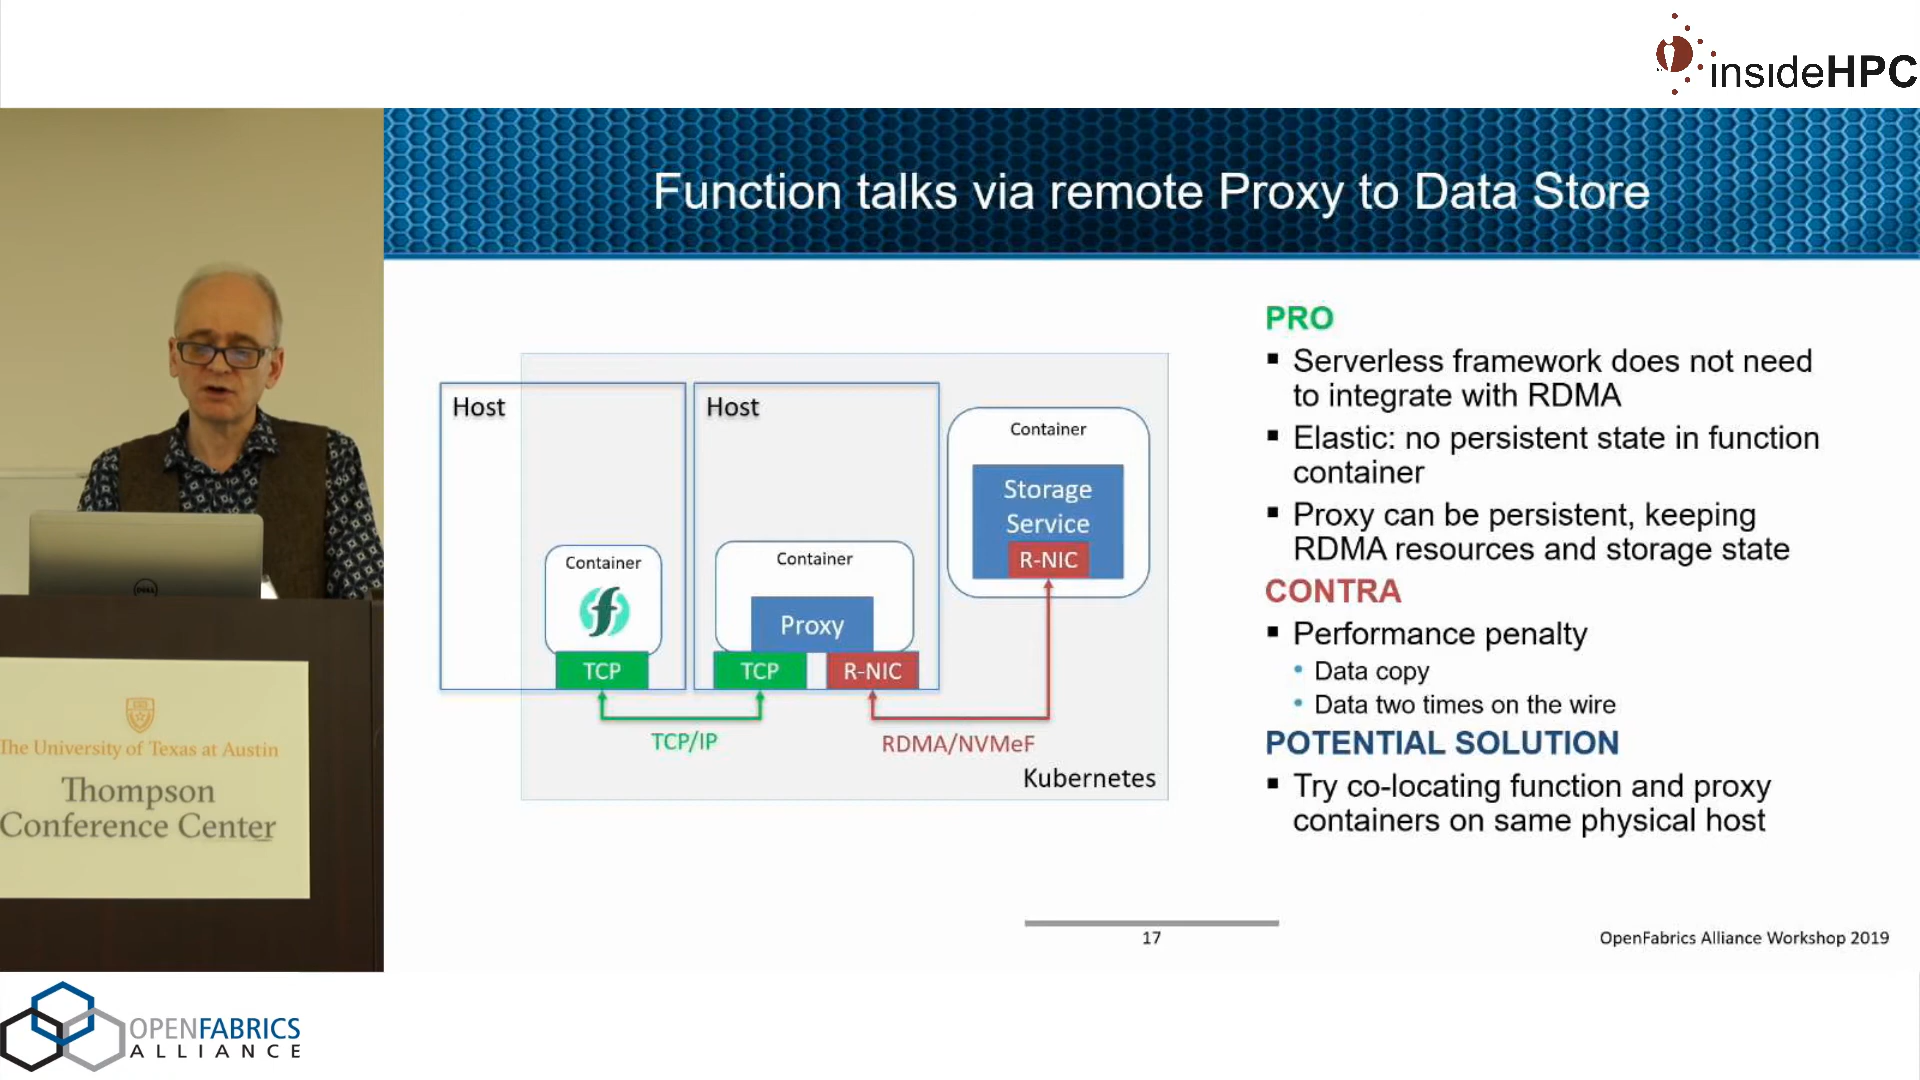 insideHPC
Function talks via remote Proxy to Data Store
Host
Host
Container
Storage
Service
R-NIC
Container
Container
Proxy
TCP
TCP
R-NIC
TCP/IP
RDMA/NVMeF
Kubernetes
PRO
Serverless framework does not need
to integrate with RDMA
Elastic: no persistent state in function
container
Proxy can be persistent, keeping
RDMA resources and storage state
CONTRA
Performance penalty
Data copy
Data two times on the wire
POTENTIAL SOLUTION
Try co-locating function and proxy
containers on same physical host
17
OpenFabrics Alliance Workshop 2019
DELL
The University of Texas at Austin
Thompson
Conference Center
OPENFABRICS
ALLIANCE